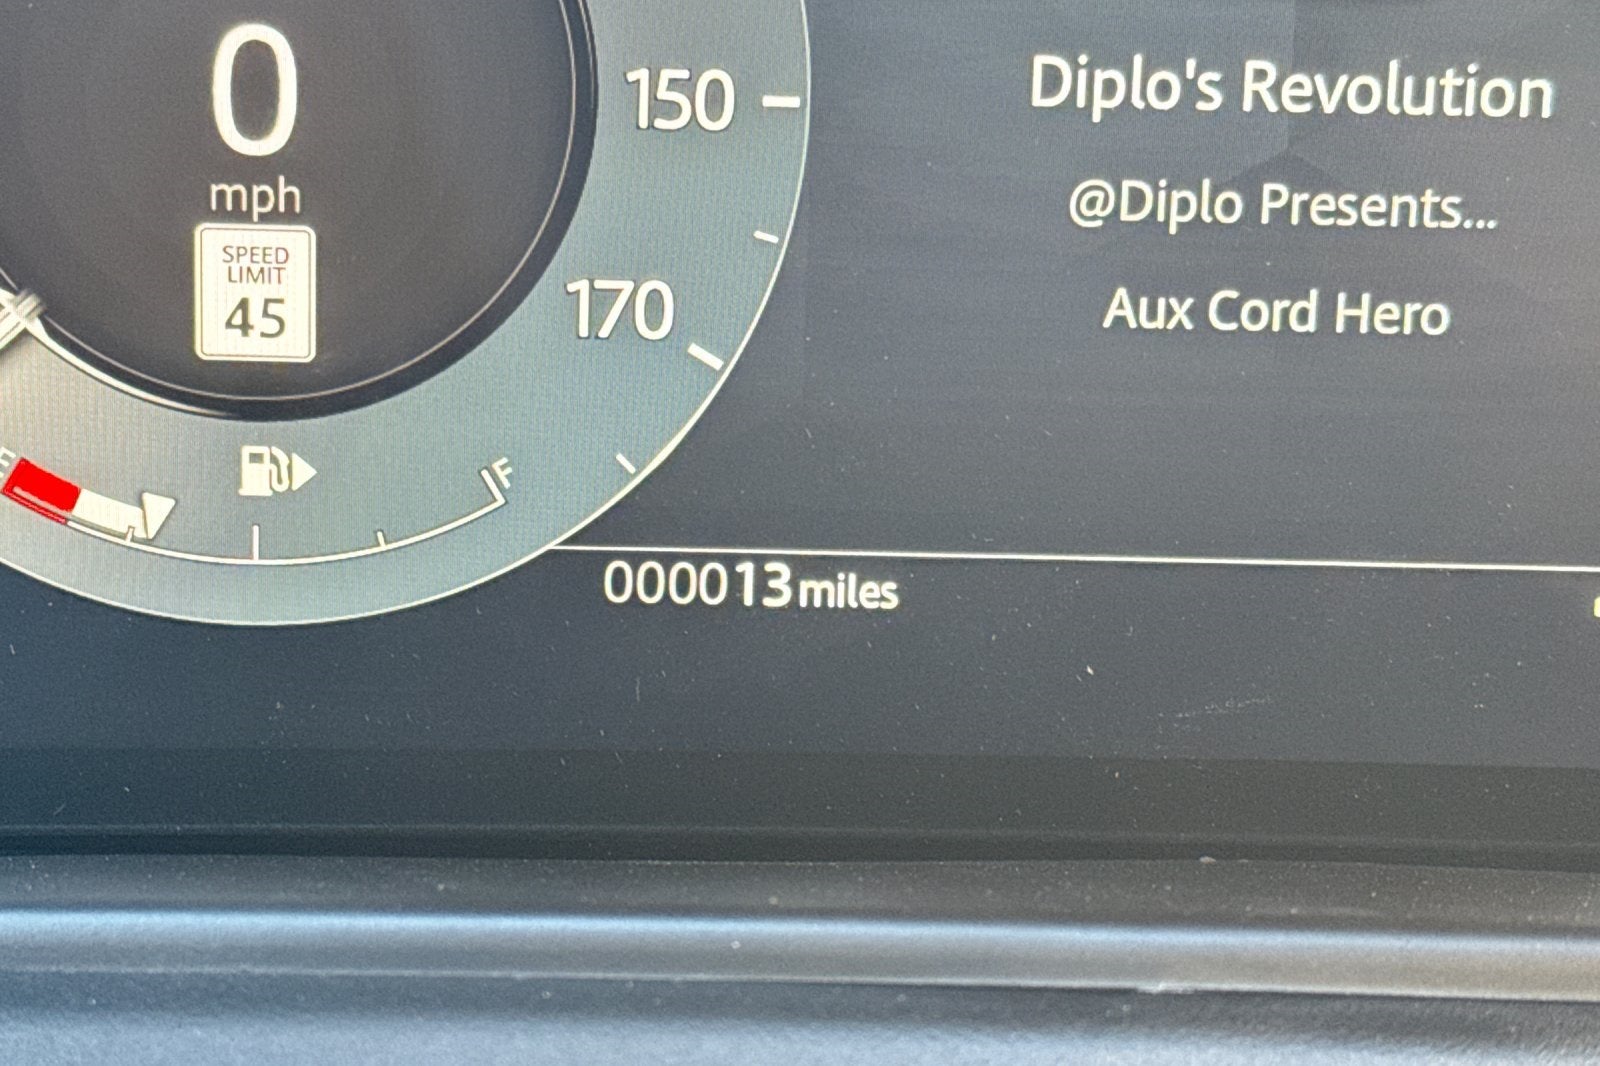 0
mph
SPEED
LIMIT
45
150
170
E
F
000013 miles
Diplo's Revolution
@Diplo Presents...
Aux Cord Hero